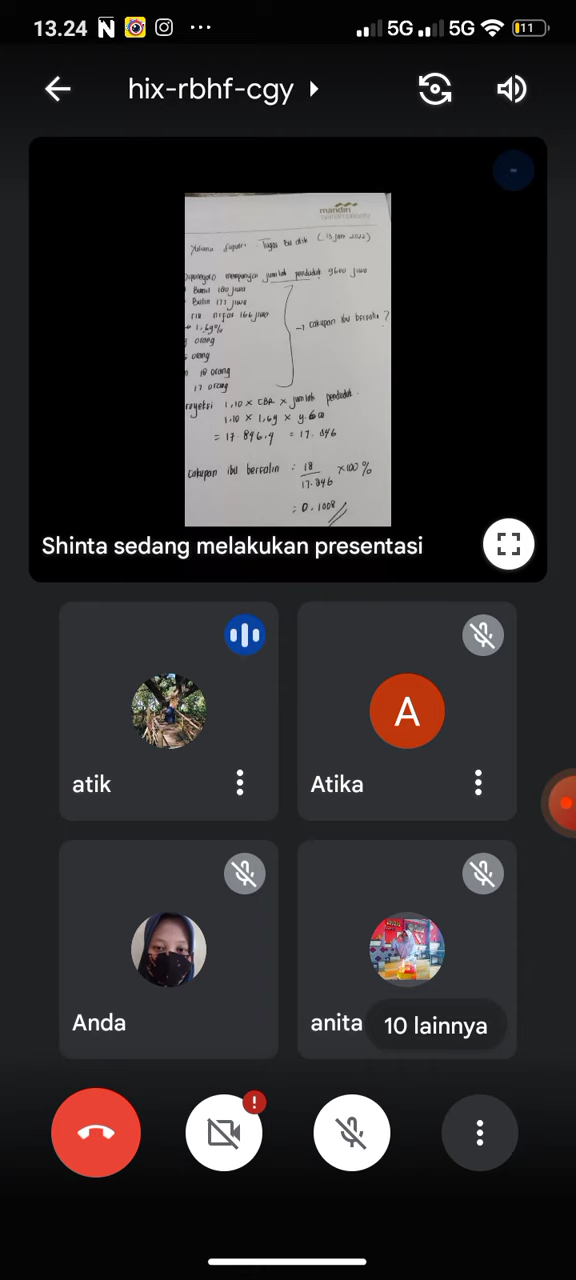 13.24 N ... 5G 5G 11
hix-rbhf-cgy
mandiri
Tugas Bu atik (13 Juni 2022)
mempunyai jumlah penduduk 9600 jiwa
Bumil 180 jiwa
Bulin 177 jiwa
nifas 166 jiwa
1,69%
→ cakupan ibu bersalin ?
orang
orang
18 orang
17 orang
royeksi 1,10 x CBR x jumlah penduduk.
1.10 x 1,69 x 9.600
= 17.846,4 = 17.846
cakupan ibu bersalin : 18
x 100 %
17.846
= 0.1008
Shinta sedang melakukan presentasi
atik
A
Atika
Anda
anita
10 lainnya
!